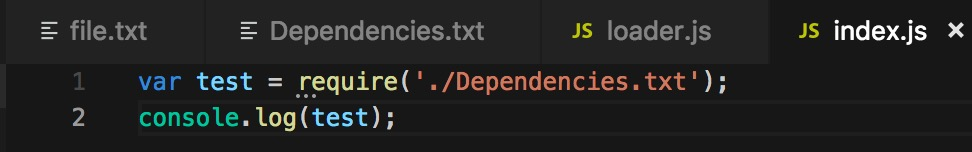 file.txt Dependencies.txt JS loader.js JS index.js ×
1 var test = require('./Dependencies.txt');
2 console.log(test);